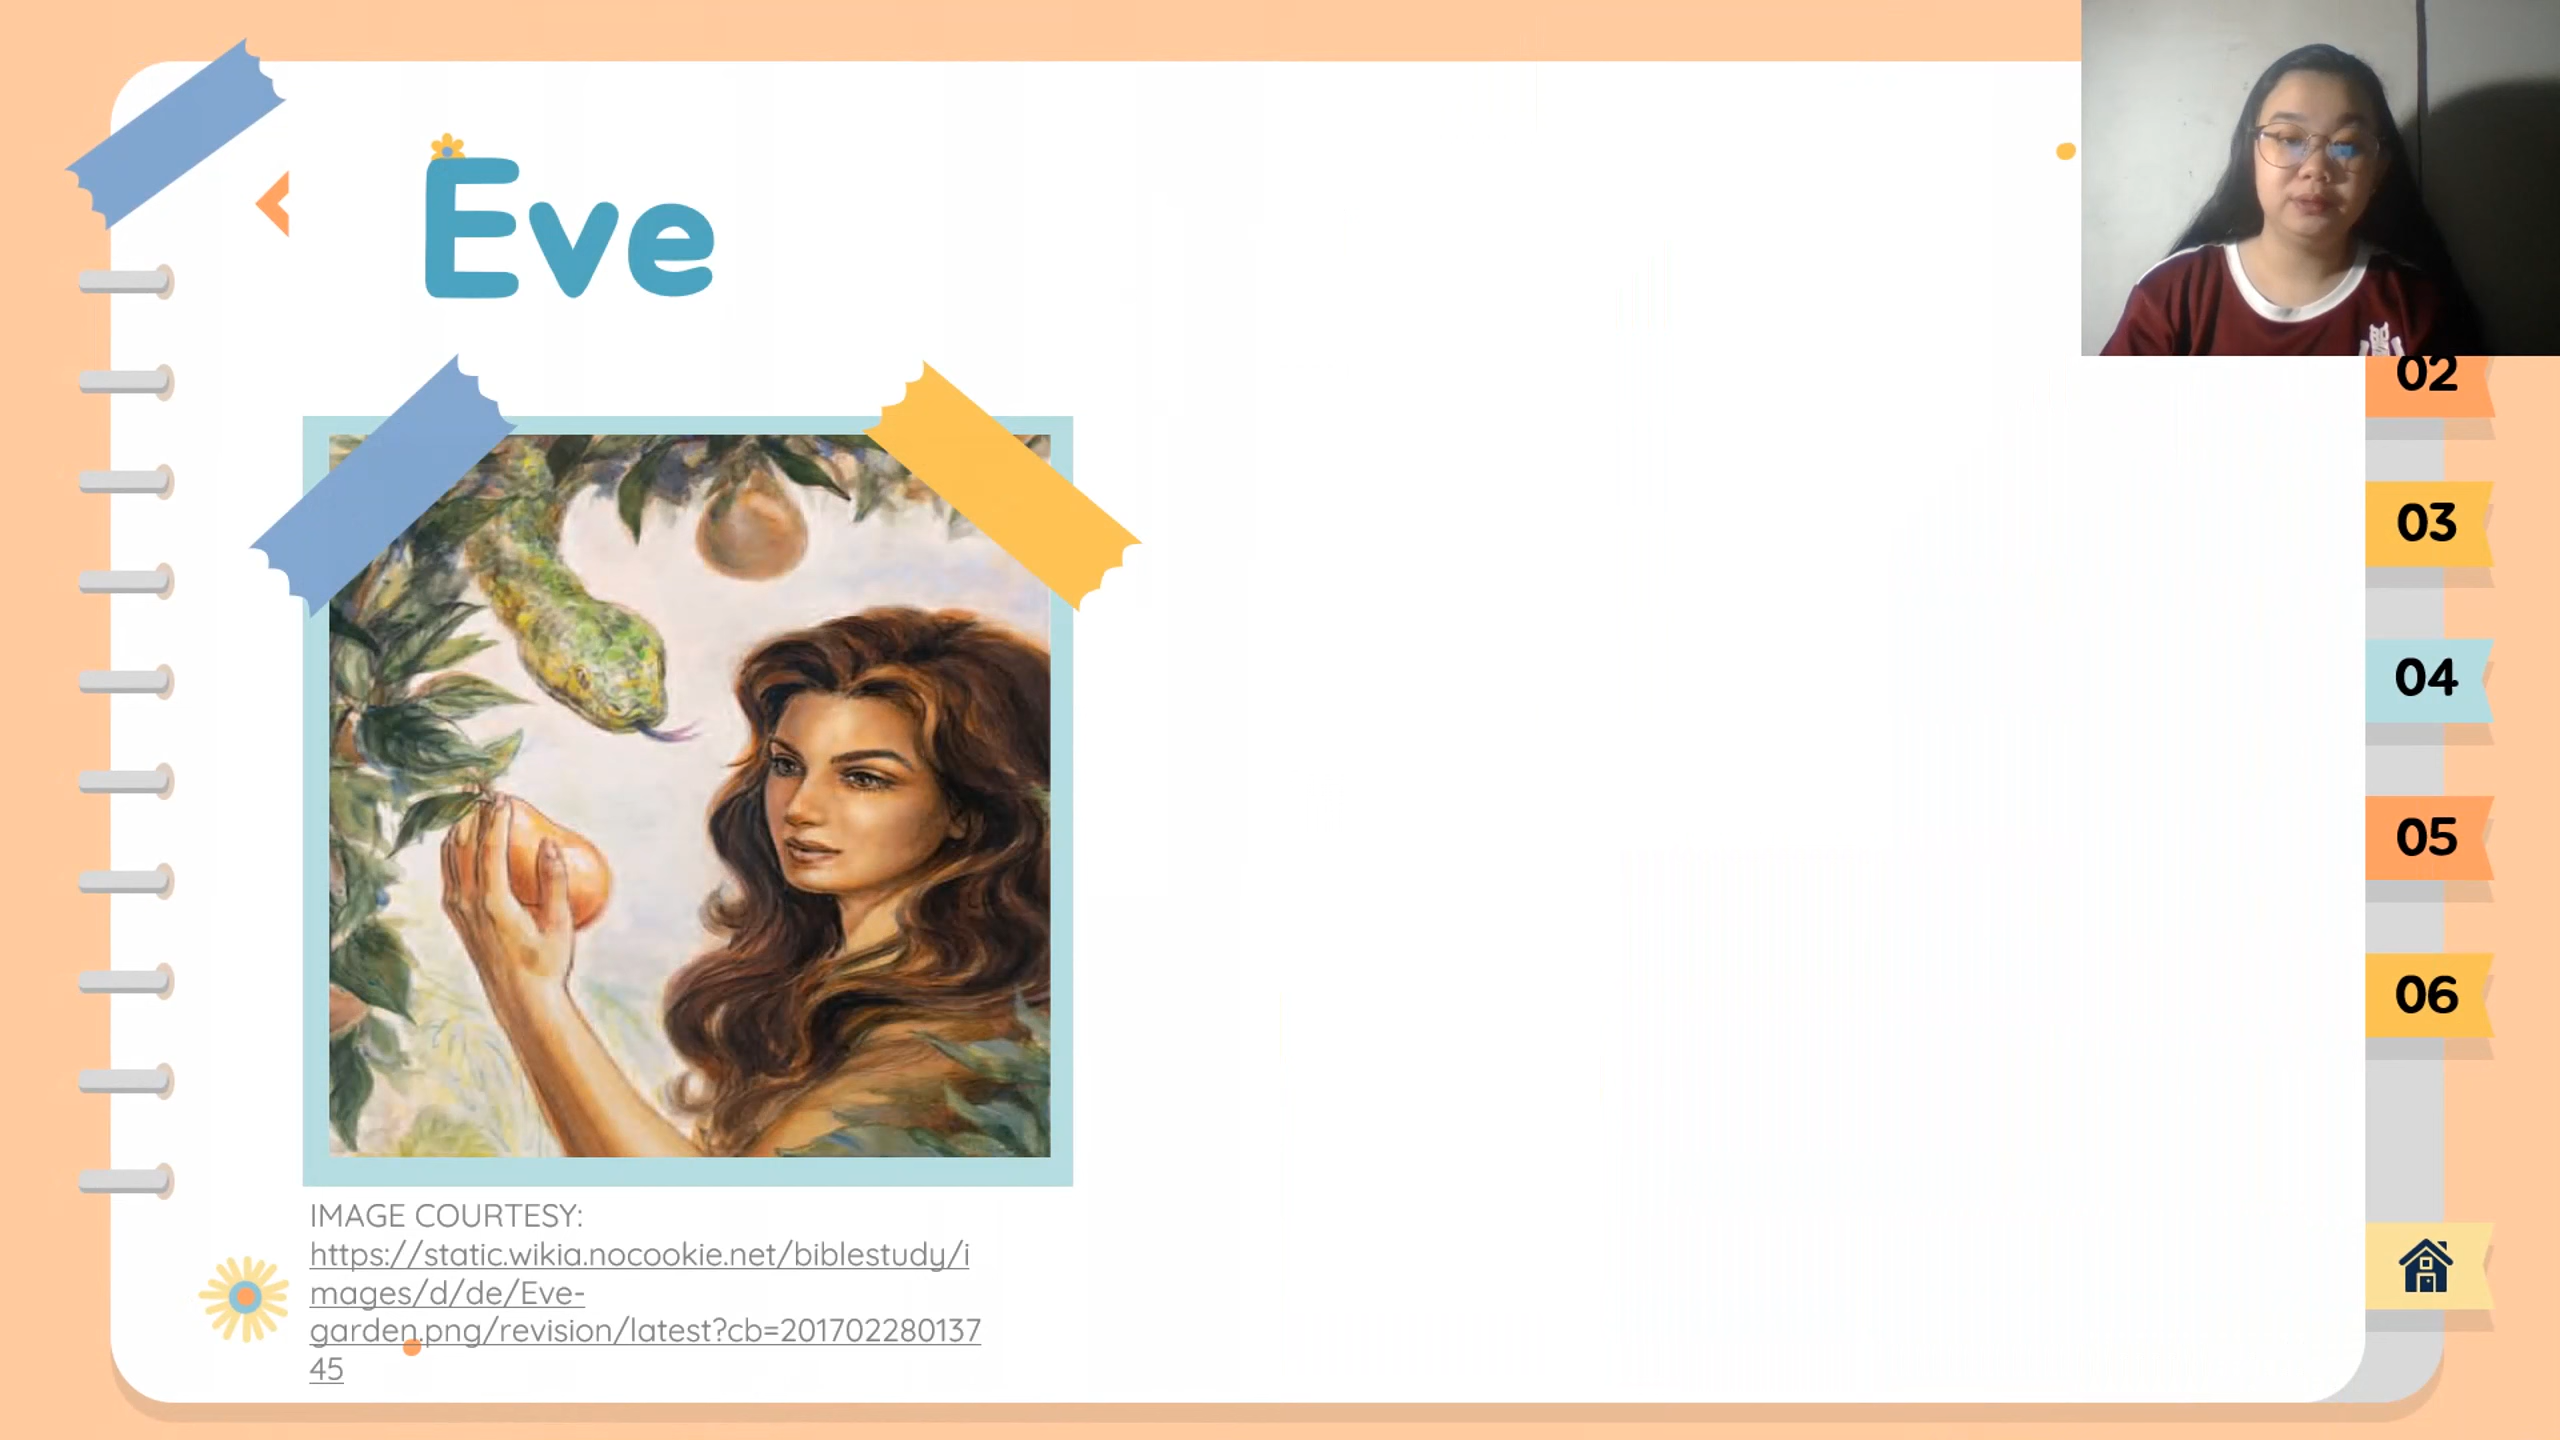 Eve
02
03
04
05
06
IMAGE COURTESY:
https://static.wikia.nocookie.net/biblestudy/i
mages/d/de/Eve-
garden.png/revision/latest?cb=201702280137
45